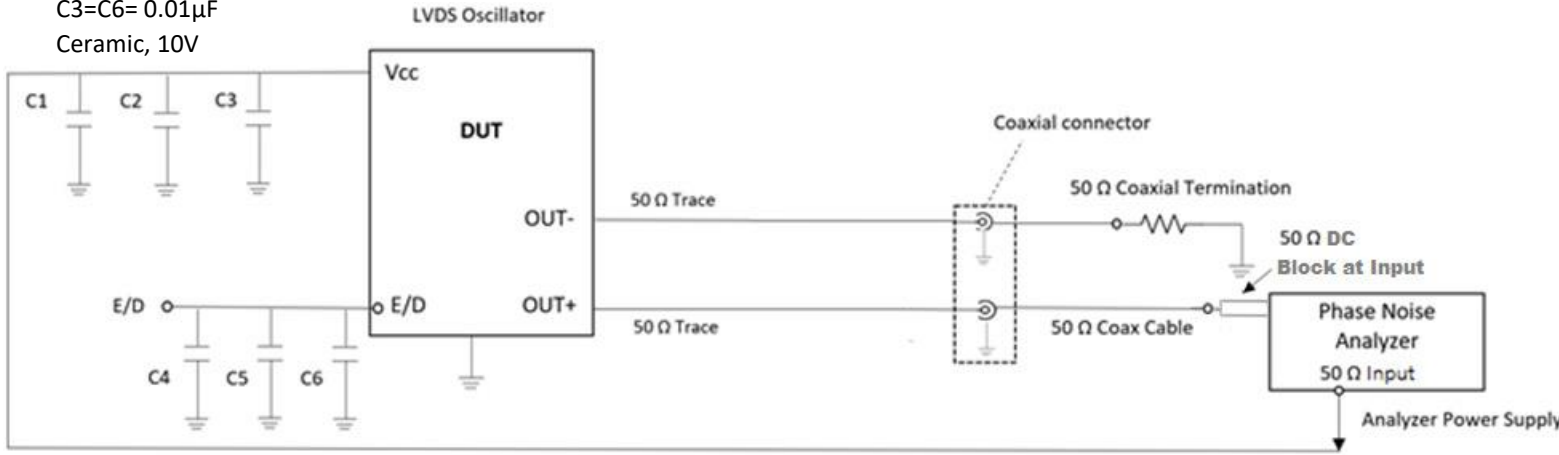 C3=C6= 0.01µF
Ceramic, 10V
LVDS Oscillator
Vcc
C1
C2
C3
DUT
Coaxial connector
50 Ω Trace
50 Ω Coaxial Termination
OUT-
50 Ω DC
Block at Input
E/D
E/D
OUT+
50 Ω Trace
50 Ω Coax Cable
Phase Noise
Analyzer
50 Ω Input
C4
C5
C6
Analyzer Power Supply